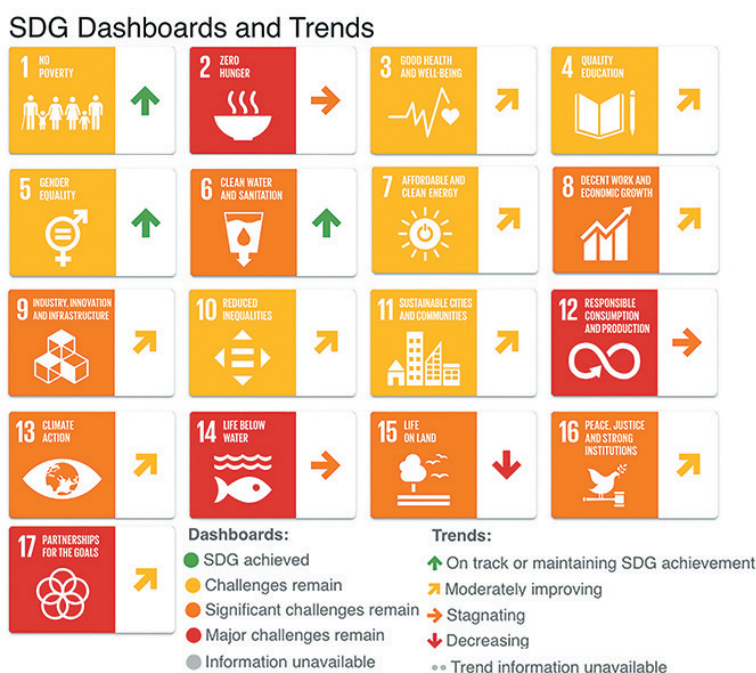 SDG Dashboards and Trends
1 NO
POVERTY
2 ZERO
HUNGER
3 GOOD HEALTH
AND WELL-BEING
4 QUALITY
EDUCATION
5 GENDER
EQUALITY
6 CLEAN WATER
AND SANITATION
7 AFFORDABLE AND
CLEAN ENERGY
8 DECENT WORK AND
ECONOMIC GROWTH
9 INDUSTRY, INNOVATION
AND INFRASTRUCTURE
10 REDUCED
INEQUALITIES
11 SUSTAINABLE CITIES
AND COMMUNITIES
12 RESPONSIBLE
CONSUMPTION
AND PRODUCTION
13 CLIMATE
ACTION
14 LIFE BELOW
WATER
15 LIFE
ON LAND
16 PEACE, JUSTICE
AND STRONG
INSTITUTIONS
17 PARTNERSHIPS
FOR THE GOALS
Dashboards:
SDG achieved
Challenges remain
Significant challenges remain
Major challenges remain
Information unavailable
Trends:
On track or maintaining SDG achievement
Moderately improving
Stagnating
Decreasing
Trend information unavailable